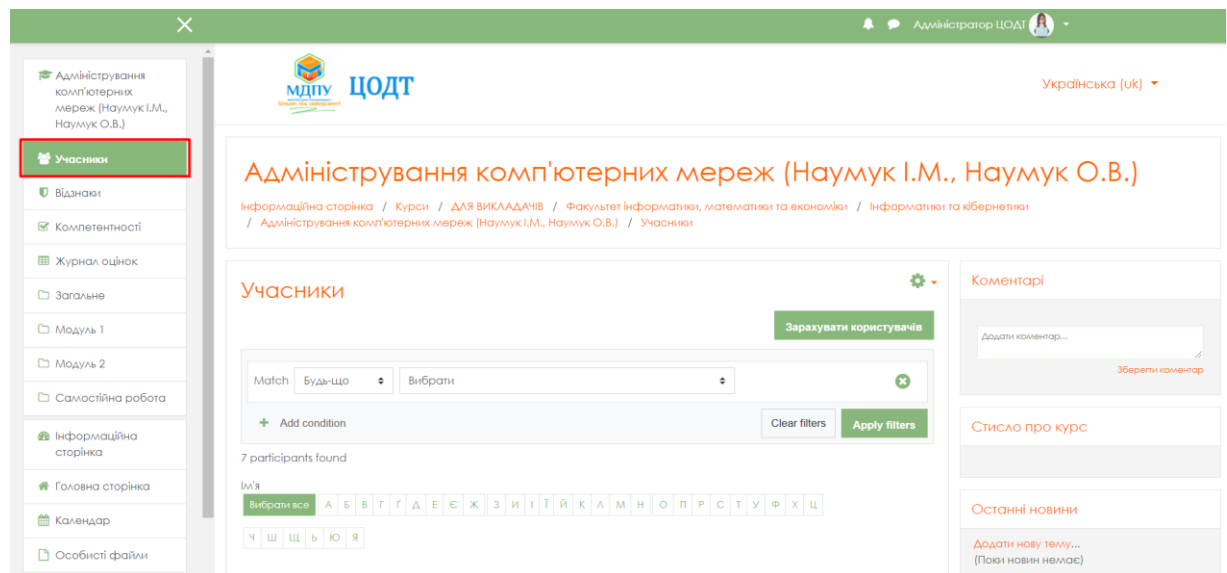 Адміністратор ЦОДТ
Адміністрування
комп'ютерних
мереж (Наумук І.М.,
Наумук О.В.)
Учасники
Відзнаки
Компетентності
Журнал оцінок
Загальне
Модуль 1
Модуль 2
Самостійна робота
Інформаційна
сторінка
Головна сторінка
Календар
Особисті файли
МДПУ
ЦОДТ
Українська (uk)
Адміністрування комп'ютерних мереж (Наумук І.М., Наумук О.В.)
Інформаційна сторінка / Курси / ДЛЯ ВИКЛАДАЧІВ / Факультет інформатики, математики та економіки / Інформатики та кібернетики
/ Адміністрування комп'ютерних мереж (Наумук І.М., Наумук О.В.) / Учасники
Учасники
Зарахувати користувачів
Match Будь-що Вибрати
Add condition Clear filters Apply filters
7 participants found
Ім'я
Вибрати все А Б В Г Ґ Д Е Є Ж З И І Ї Й К Л М Н О П Р С Т У Ф Х Ц
Ч Ш Щ Ь Ю Я
Коментарі
Додати коментар...
Зберегти коментар
Стисло про курс
Останні новини
Додати нову тему...
(Поки новин немає)